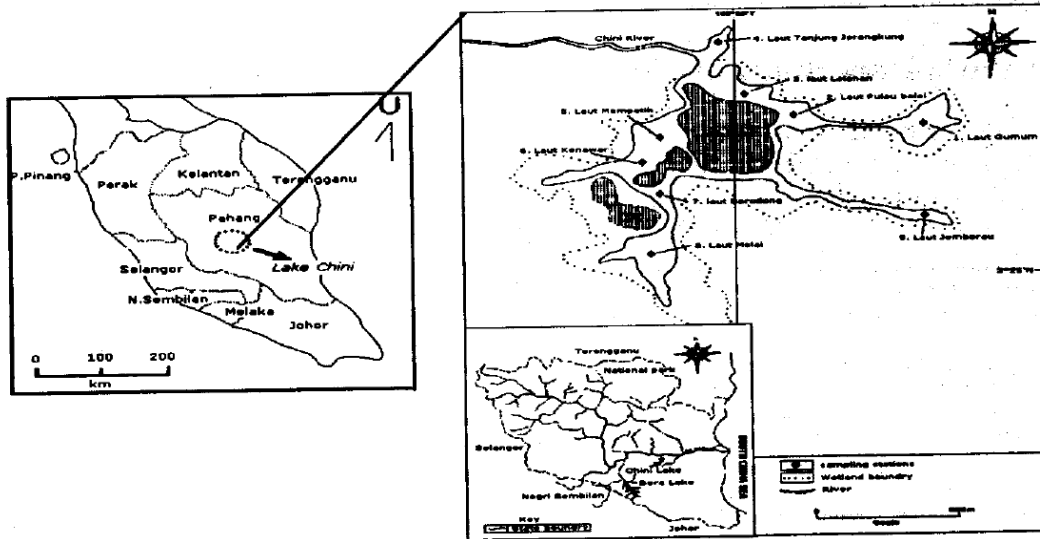 P.Pinang
Perak
Kelantan
Terengganu
Pahang
Lake Chini
Selangor
N.Sembilan
Melaka
Johor
0 100 200
km
N
Chini River
4. Laut Tanjung Jerangkung
3. laut Latehan
2. Laut Pulau balai
1. Laut Gumum
5. Laut Mempatih
6. Laut Kenawar
7. laut Serodong
8. Laut Melai
9. Laut Jemberau
Terengganu
National park
Selangor
Chini Lake
Bera Lake
Negri Sembilan
Johor
SOUTH CHINA SEA
Key
sampling stations
Wetland boundry
River
Scale